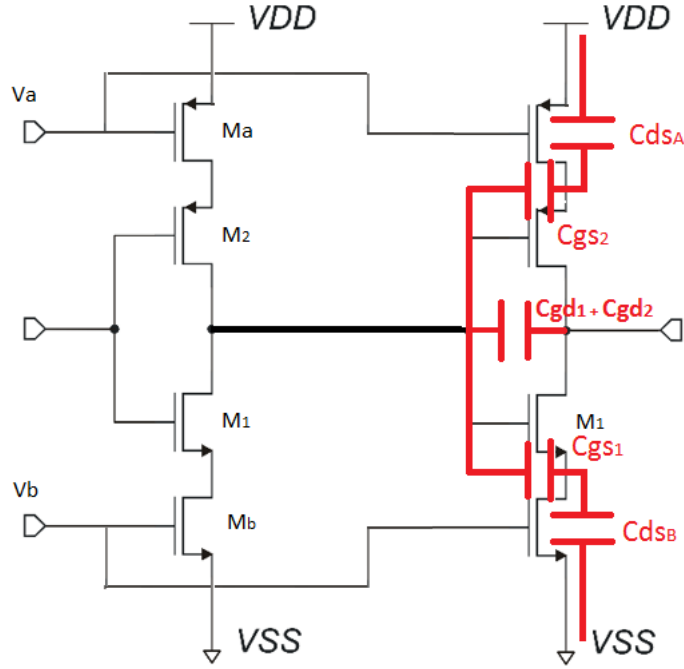 VDD
VDD
Va
Ma
CdsA
M2
Cgs2
Cgd1 + Cgd2
M1
M1
Cgs1
Vb
Mb
CdsB
VSS
VSS